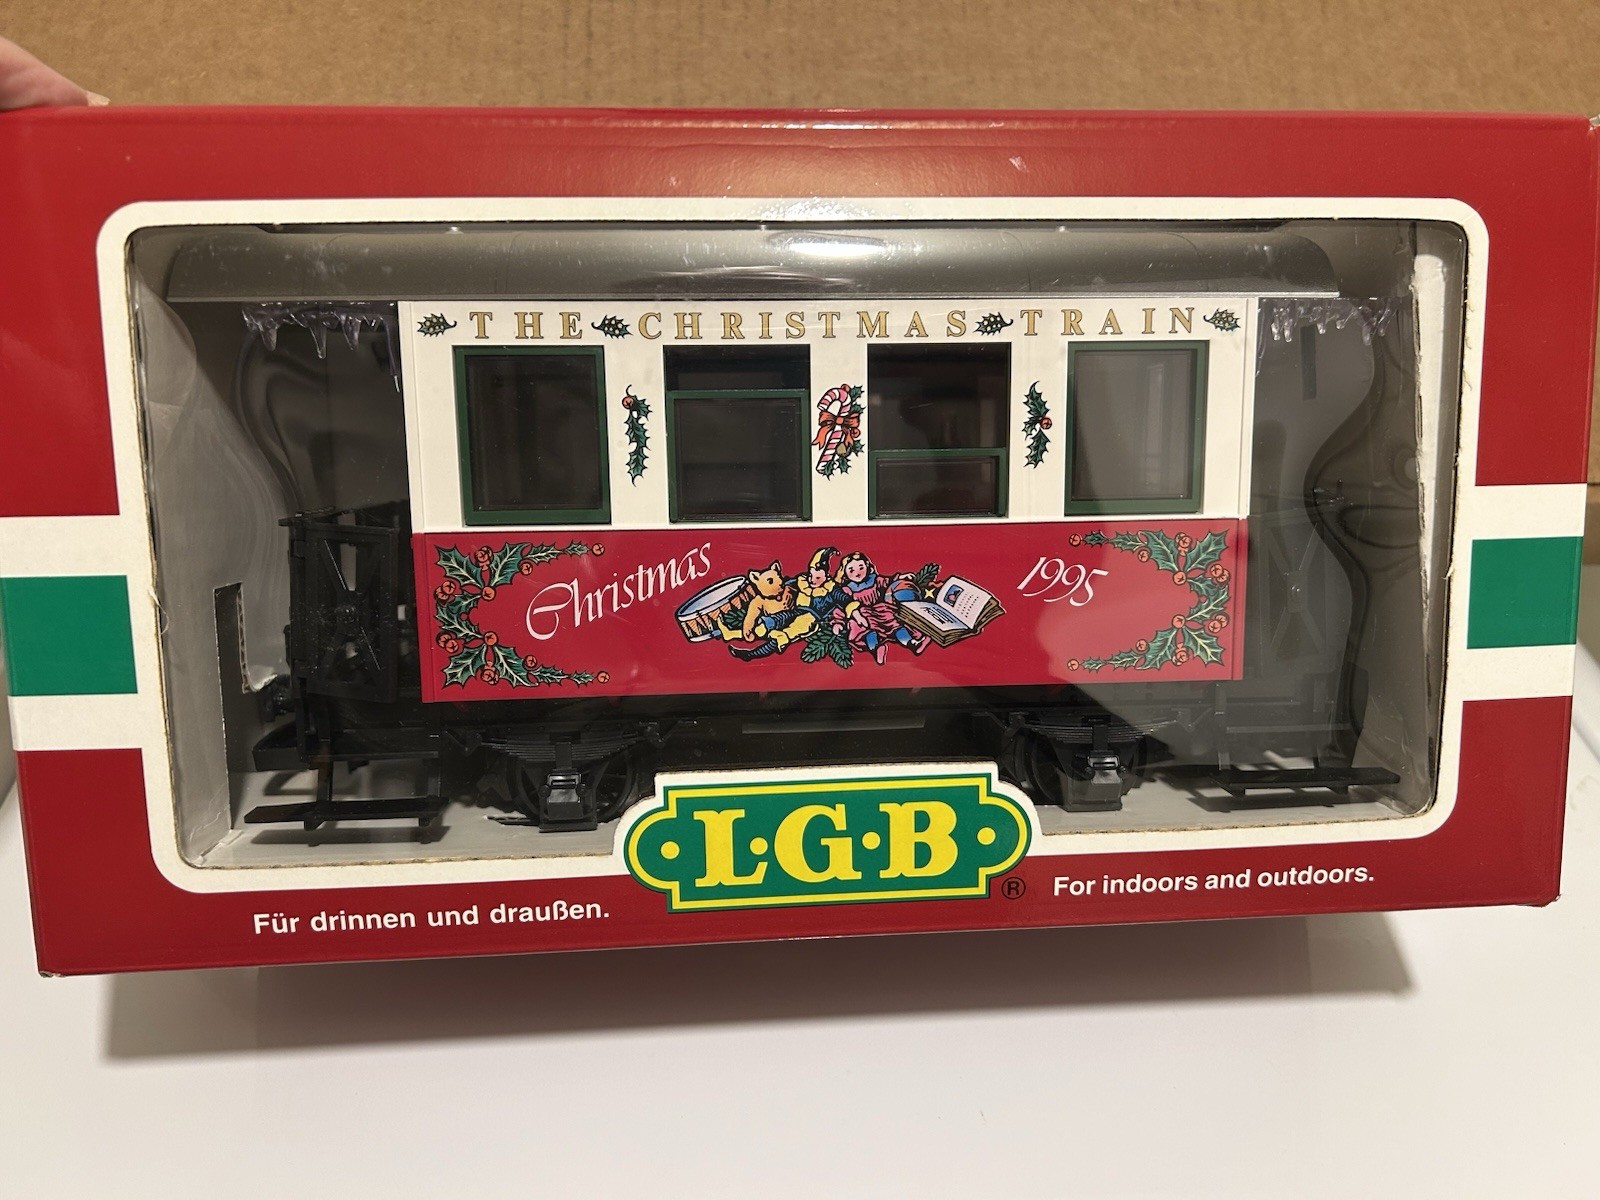 THE CHRISTMAS TRAIN
Christmas 1995
L·G·B ®
Für drinnen und draußen.
For indoors and outdoors.